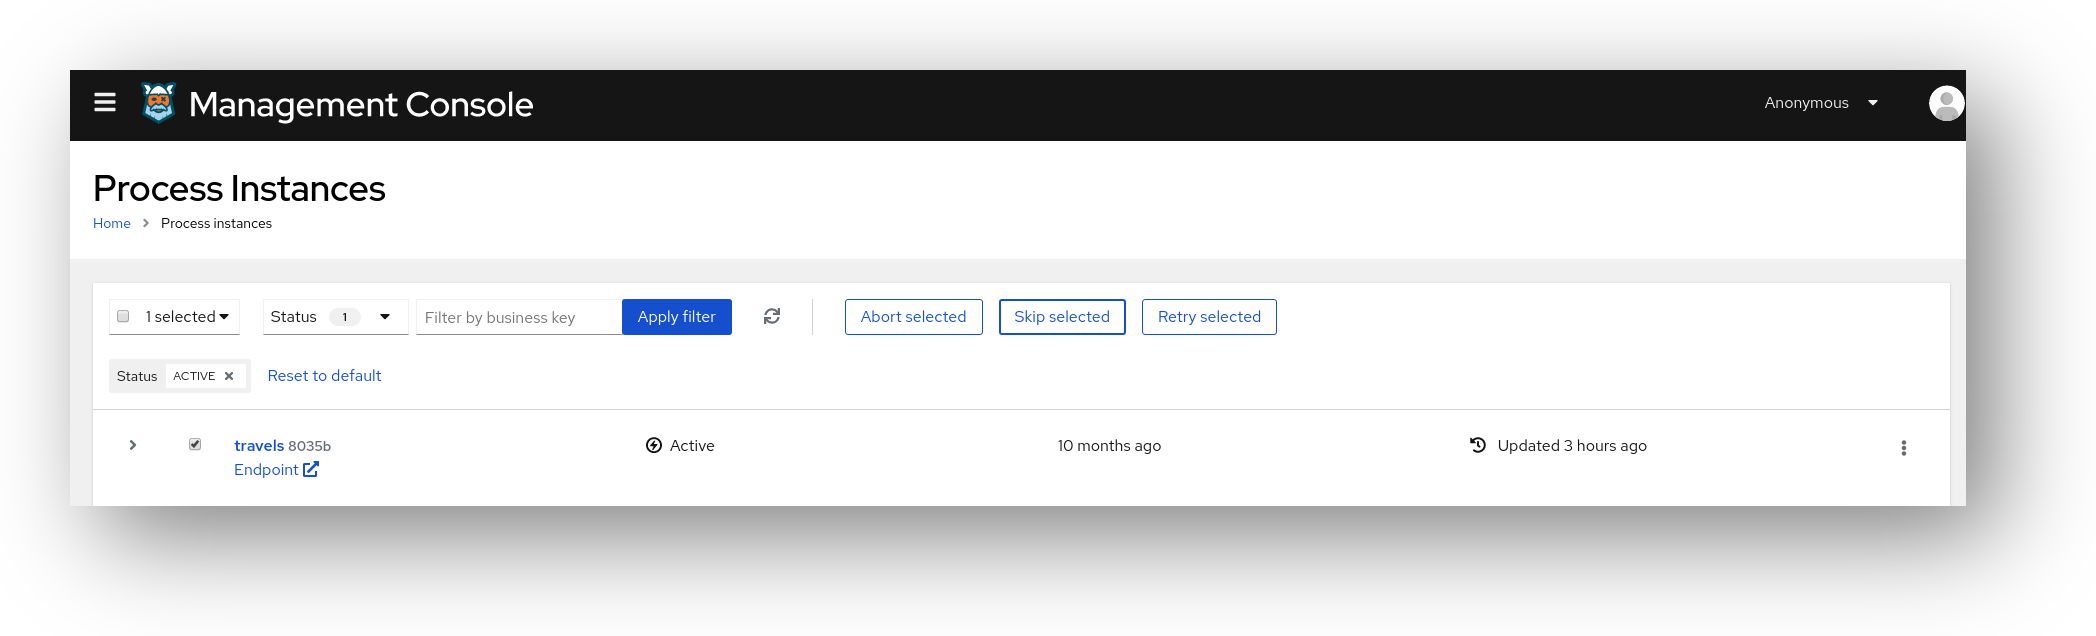 Management Console
Anonymous
Process Instances
Home > Process instances
1 selected Status 1 Filter by business key Apply filter Abort selected Skip selected Retry selected
Status ACTIVE Reset to default
travels 8035b Active 10 months ago Updated 3 hours ago
Endpoint